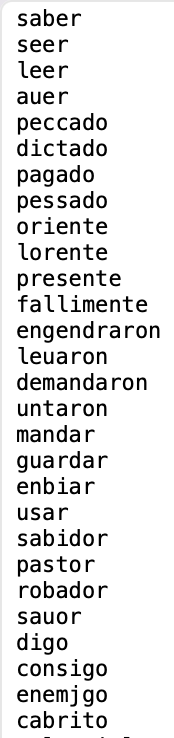 saber
seer
leer
auer
peccado
dictado
pagado
pessado
oriente
lorente
presente
fallimente
engendraron
leuaron
demandaron
untaron
mandar
guardar
enbiar
usar
sabidor
pastor
robador
sauor
digo
consigo
enemjgo
cabrito